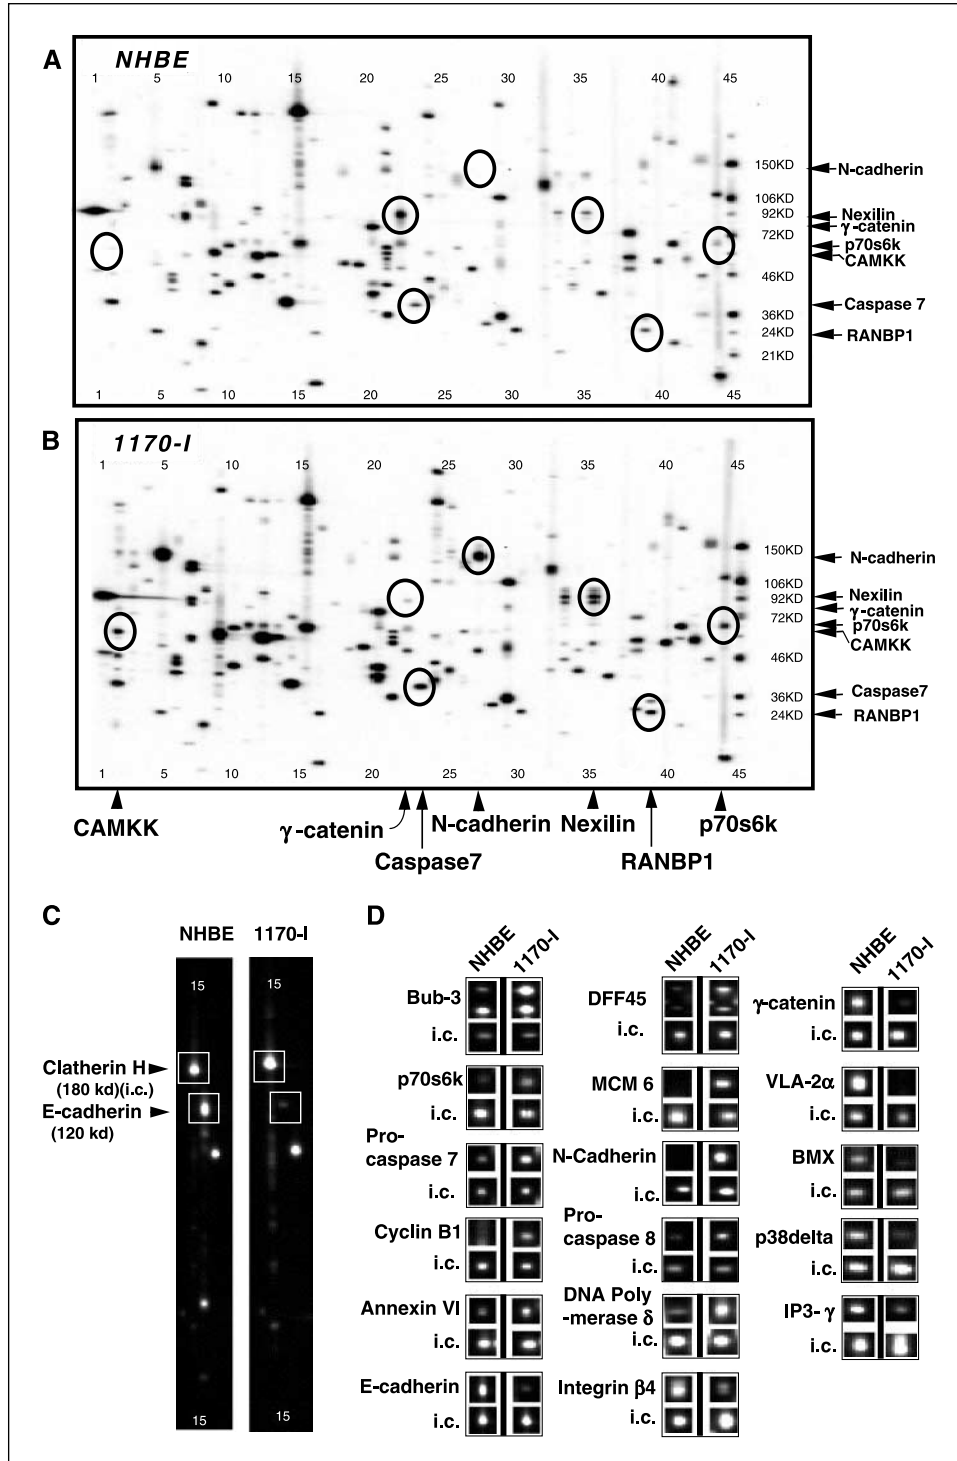 A
NHBE
1 5 10 15 20 25 30 35 40 45
150KD
106KD
92KD
72KD
46KD
36KD
24KD
21KD
N-cadherin
Nexilin
γ-catenin
p70s6k
CAMKK
Caspase 7
RANBP1
1 5 10 15 20 25 30 35 40 45
B
1170-I
1 5 10 15 20 25 30 35 40 45
150KD
106KD
92KD
72KD
46KD
36KD
24KD
N-cadherin
Nexilin
γ-catenin
p70s6k
CAMKK
Caspase7
RANBP1
1 5 10 15 20 25 30 35 40 45
CAMKK
γ-catenin
Caspase7
N-cadherin
Nexilin
RANBP1
p70s6k
C
NHBE 1170-I
15 15
Clatherin H
(180 kd)(i.c.)
E-cadherin
(120 kd)
15 15
D
NHBE 1170-I
Bub-3
i.c.
p70s6k
i.c.
Pro-
caspase 7
i.c.
Cyclin B1
i.c.
Annexin VI
i.c.
E-cadherin
i.c.
NHBE 1170-I
DFF45
i.c.
MCM 6
i.c.
N-Cadherin
i.c.
Pro-
caspase 8
i.c.
DNA Poly
-merase δ
i.c.
Integrin β4
i.c.
NHBE 1170-I
γ-catenin
i.c.
VLA-2α
i.c.
BMX
i.c.
p38delta
i.c.
IP3- γ
i.c.